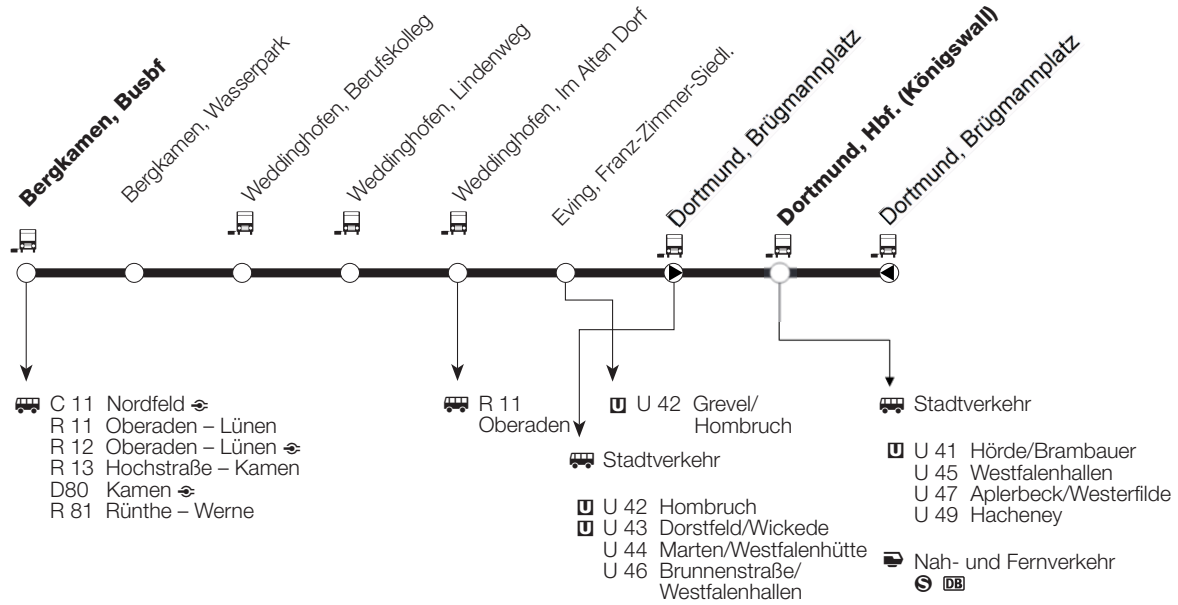 Bergkamen, Busbf
Bergkamen, Wasserpark
Weddinghofen, Berufskolleg
Weddinghofen, Lindenweg
Weddinghofen, Im Alten Dorf
Eving, Franz-Zimmer-Siedl.
Dortmund, Brügmannplatz
Dortmund, Hbf. (Königswall)
Dortmund, Brügmannplatz
C 11 Nordfeld
R 11 Oberaden – Lünen
R 12 Oberaden – Lünen
R 13 Hochstraße – Kamen
D80 Kamen
R 81 Rünthe – Werne
R 11
Oberaden
U U 42 Grevel/
Hombruch
Stadtverkehr
U U 42 Hombruch
U U 43 Dorstfeld/Wickede
U 44 Marten/Westfalenhütte
U 46 Brunnenstraße/
Westfalenhallen
Stadtverkehr
U U 41 Hörde/Brambauer
U 45 Westfalenhallen
U 47 Aplerbeck/Westerfilde
U 49 Hacheney
Nah- und Fernverkehr
S DB